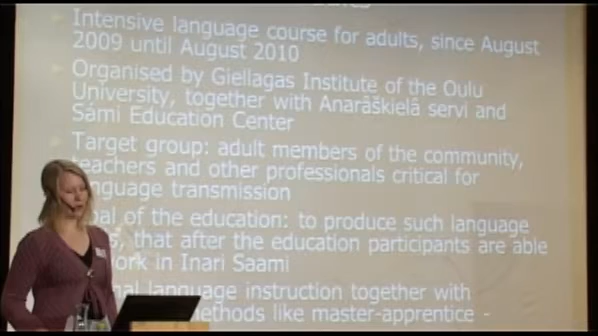 Intensive language course for adults, since August
2009 until August 2010
Organised by Giellagas Institute of the Oulu
University, together with Anarâškielâ servi and
Sámi Education Center
Target group: adult members of the community,
teachers and other professionals critical for
language transmission
of the education: to produce such language
that after the education participants are able
work in Inari Saami
language instruction together with
methods like master-apprentice -